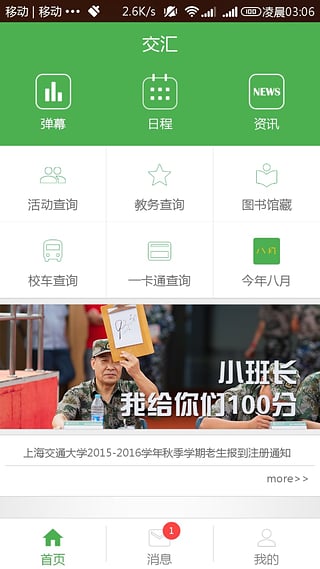 移动 | 移动 ••• 2.6K/s 凌晨03:06
交汇
弹幕 日程 NEWS 资讯
活动查询 教务查询 图书馆藏
校车查询 一卡通查询 今年八月
小班长
我给你们100分
上海交通大学2015-2016学年秋季学期老生报到注册通知
more>>
1
首页 消息 我的